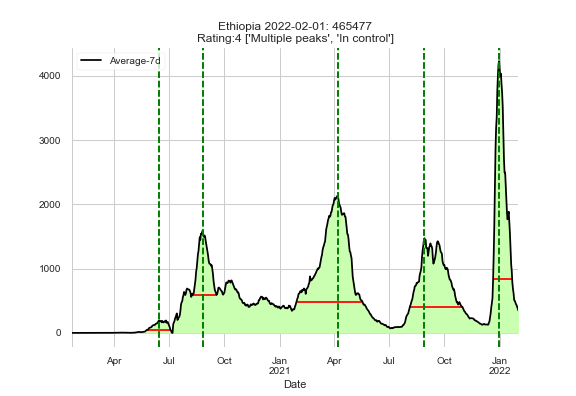 Ethiopia 2022-02-01: 465477
Rating:4 ['Multiple peaks', 'In control']
Average-7d
4000
3000
2000
1000
0
Apr Jul Oct Jan Apr Jul Oct Jan
2021 2022
Date